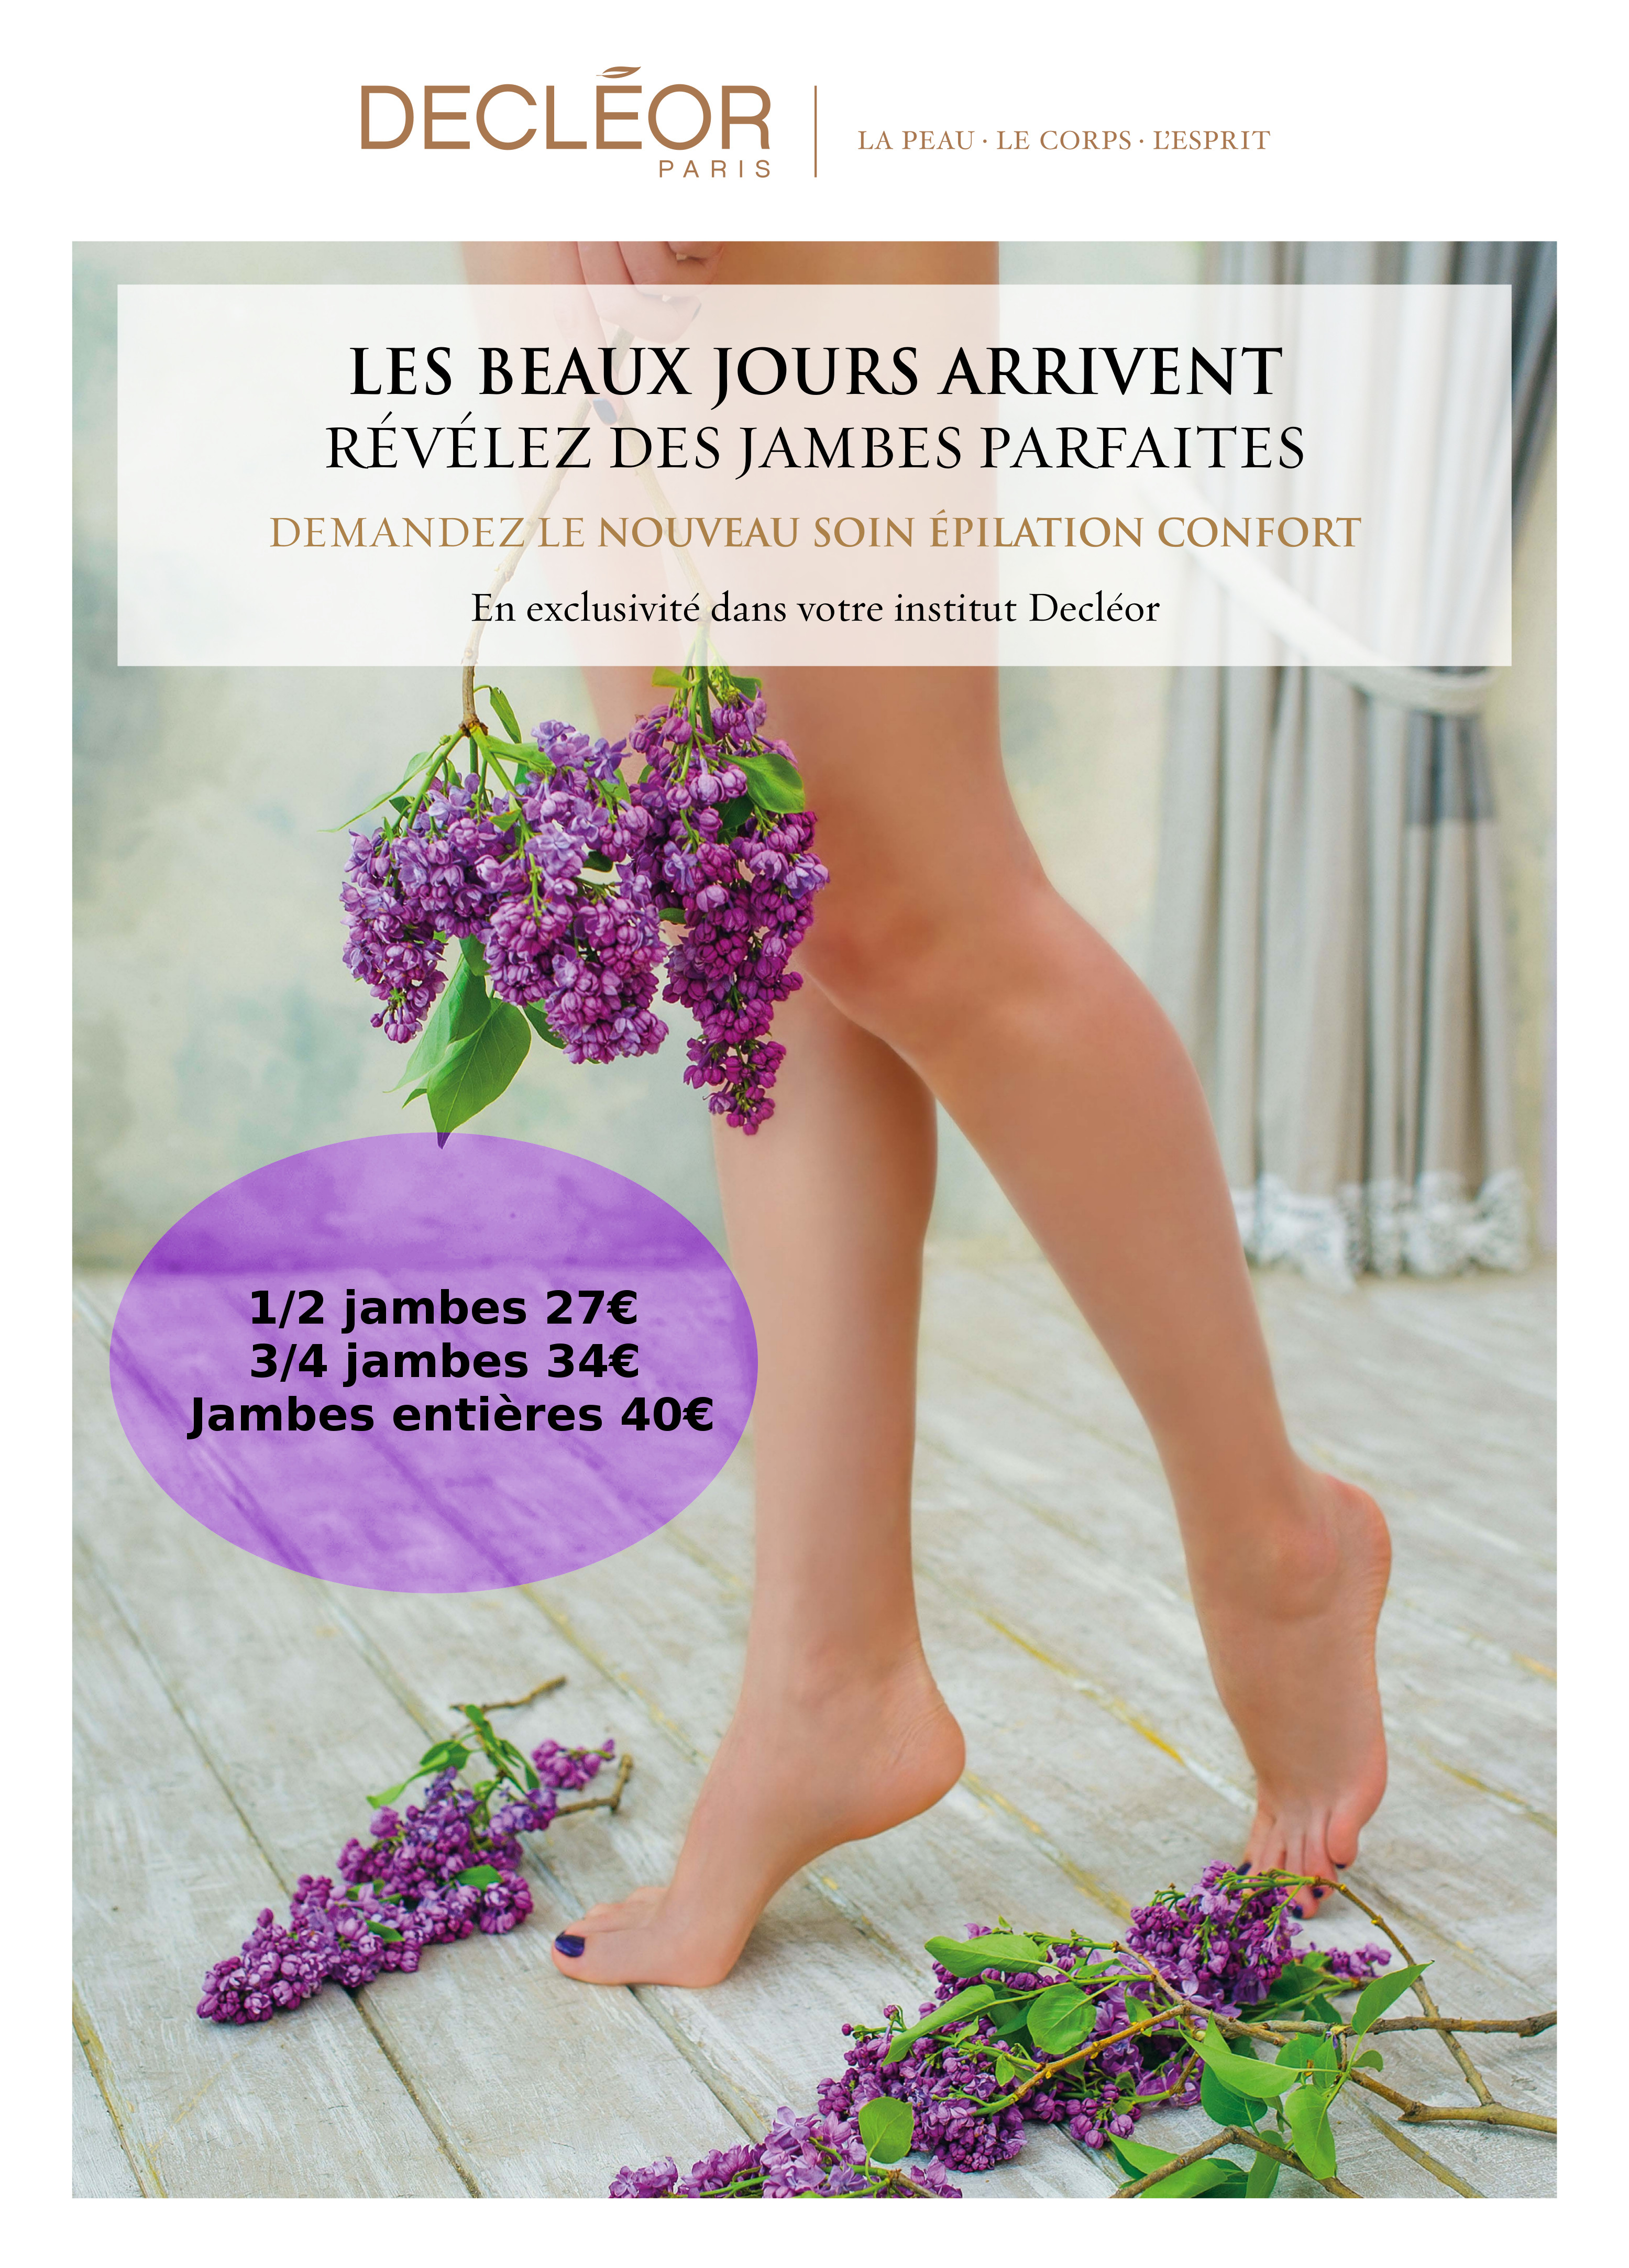 DECLÉOR
PARIS
LA PEAU · LE CORPS · L'ESPRIT
LES BEAUX JOURS ARRIVENT
RÉVÉLEZ DES JAMBES PARFAITES
DEMANDEZ LE NOUVEAU SOIN ÉPILATION CONFORT
En exclusivité dans votre institut Decléor
1/2 jambes 27€
3/4 jambes 34€
Jambes entières 40€